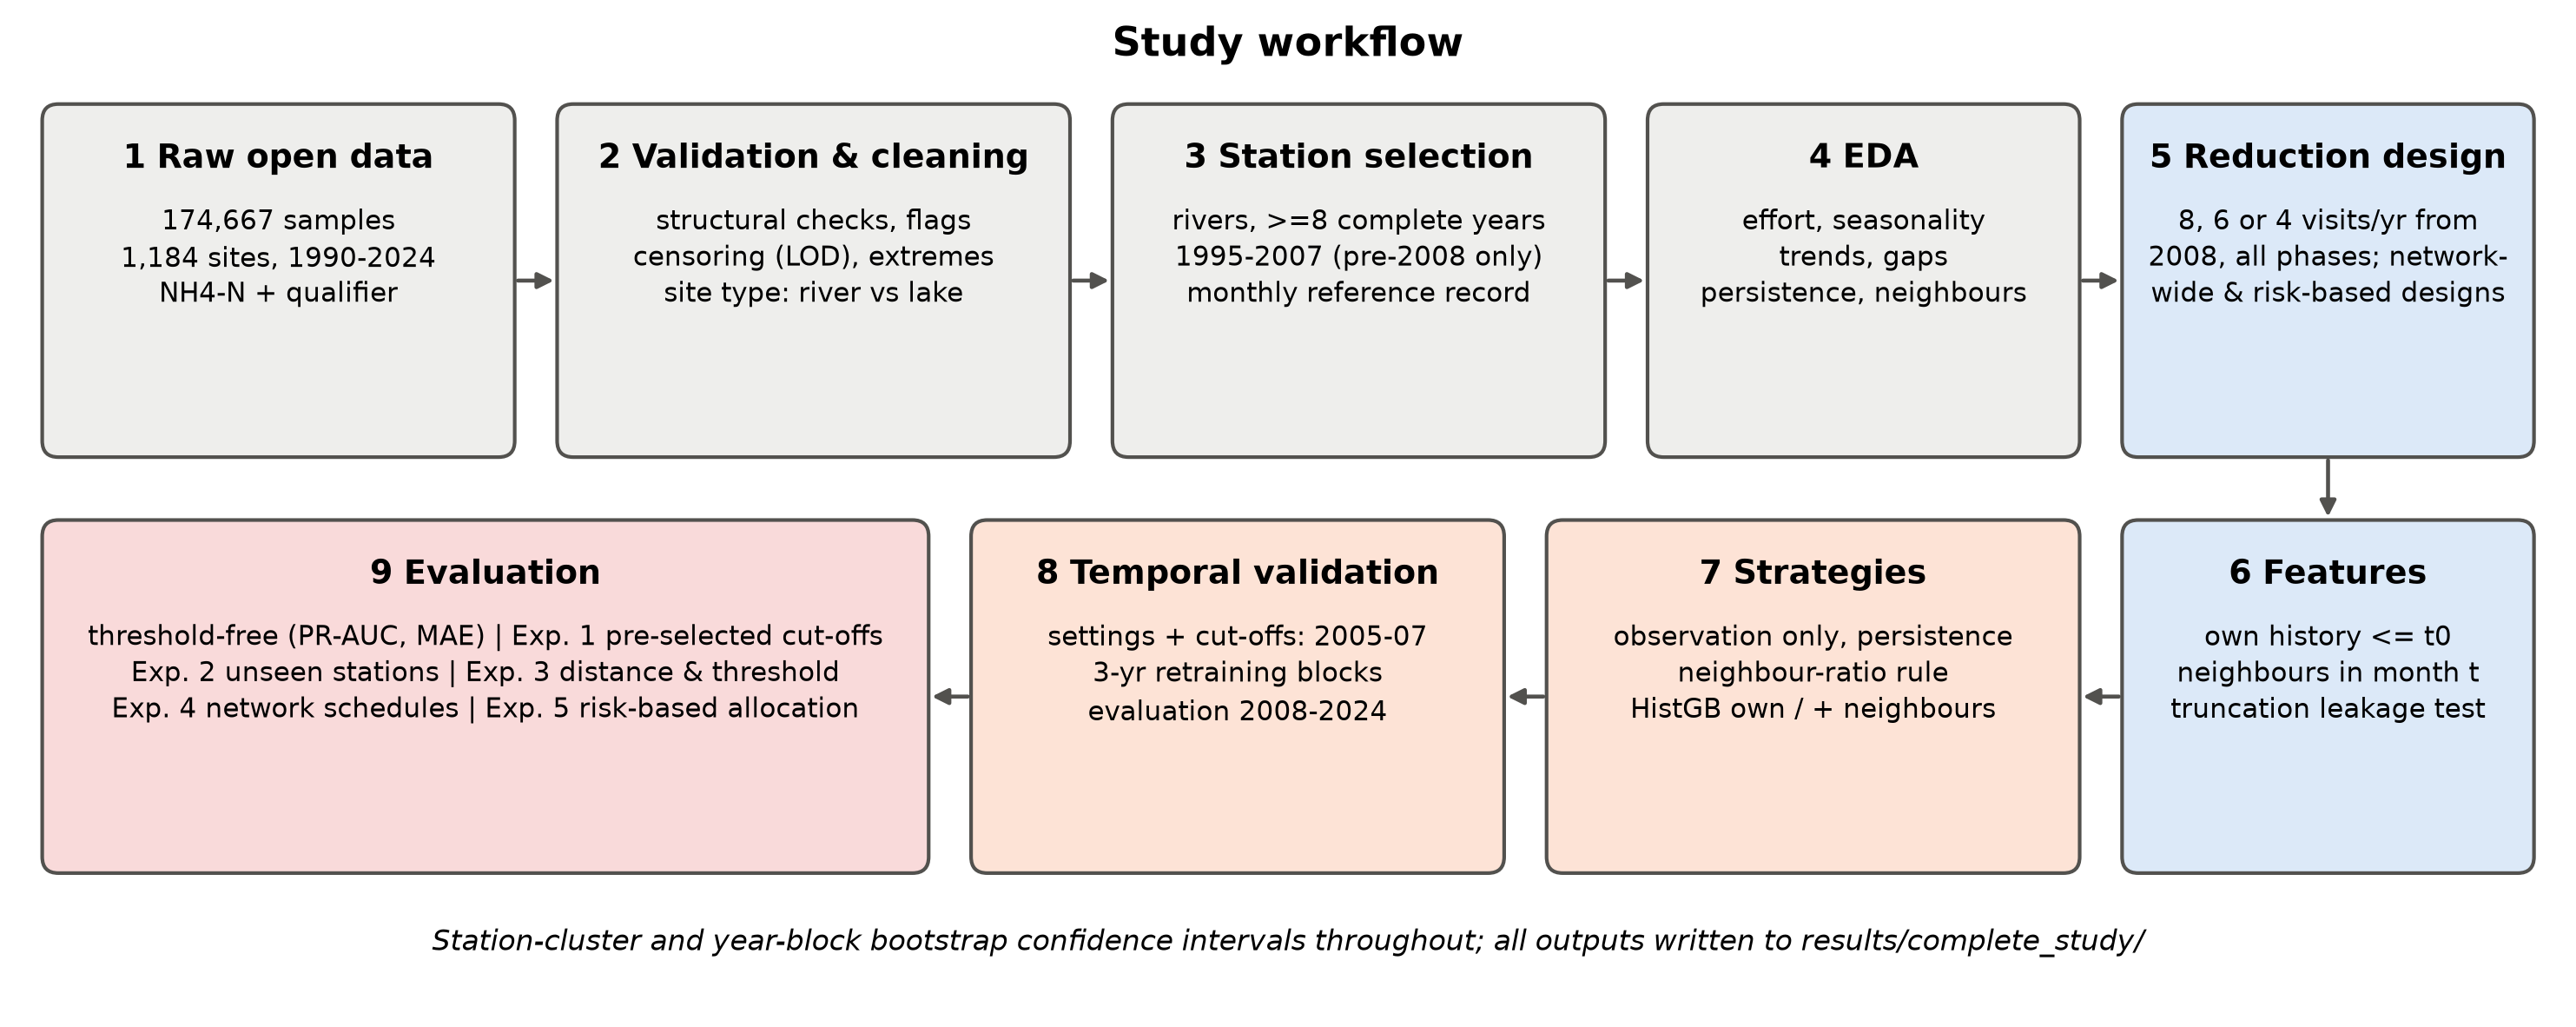 Study workflow
1 Raw open data
174,667 samples
1,184 sites, 1990-2024
NH4-N + qualifier
2 Validation & cleaning
structural checks, flags
censoring (LOD), extremes
site type: river vs lake
3 Station selection
rivers, >=8 complete years
1995-2007 (pre-2008 only)
monthly reference record
4 EDA
effort, seasonality
trends, gaps
persistence, neighbours
5 Reduction design
8, 6 or 4 visits/yr from
2008, all phases; network-
wide & risk-based designs
6 Features
own history <= t0
neighbours in month t
truncation leakage test
7 Strategies
observation only, persistence
neighbour-ratio rule
HistGB own / + neighbours
8 Temporal validation
settings + cut-offs: 2005-07
3-yr retraining blocks
evaluation 2008-2024
9 Evaluation
threshold-free (PR-AUC, MAE) | Exp. 1 pre-selected cut-offs
Exp. 2 unseen stations | Exp. 3 distance & threshold
Exp. 4 network schedules | Exp. 5 risk-based allocation
Station-cluster and year-block bootstrap confidence intervals throughout; all outputs written to results/complete_study/